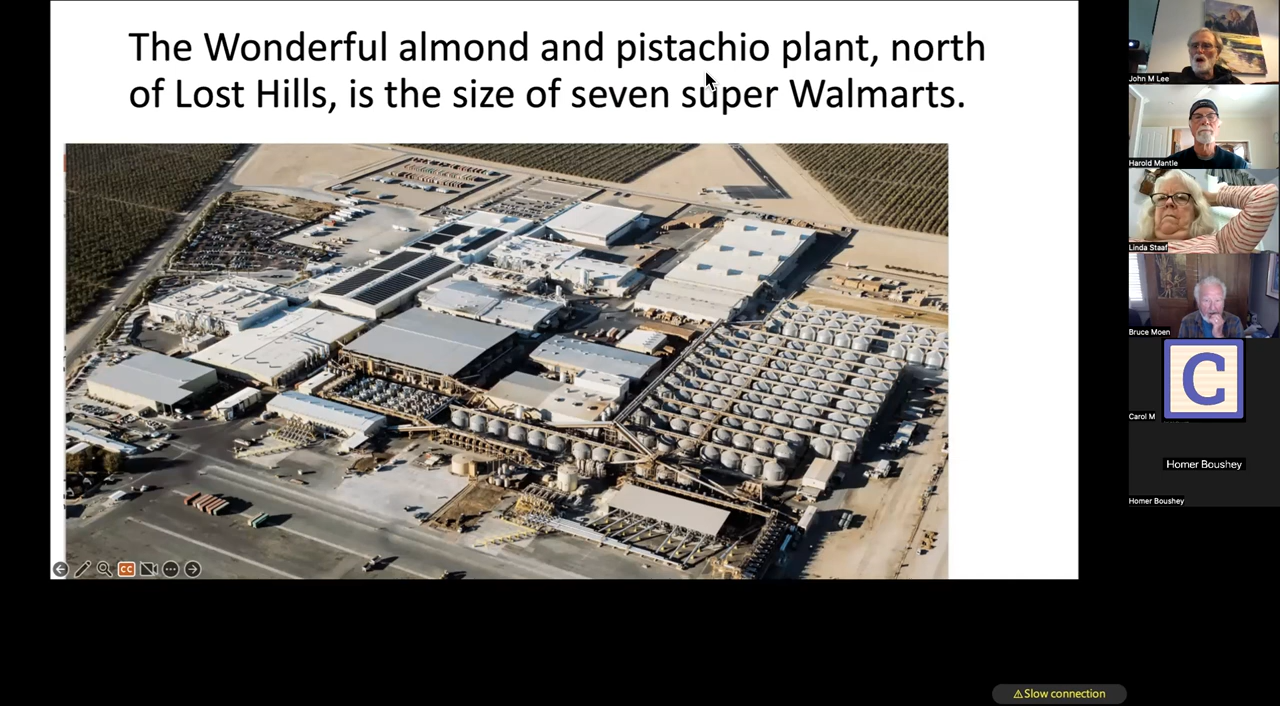 The Wonderful almond and pistachio plant, north
of Lost Hills, is the size of seven super Walmarts.
CC
John M Lee
Harold Mantle
Linda Staaf
Bruce Moen
C
Carol M
Homer Boushey
Homer Boushey
⚠Slow connection